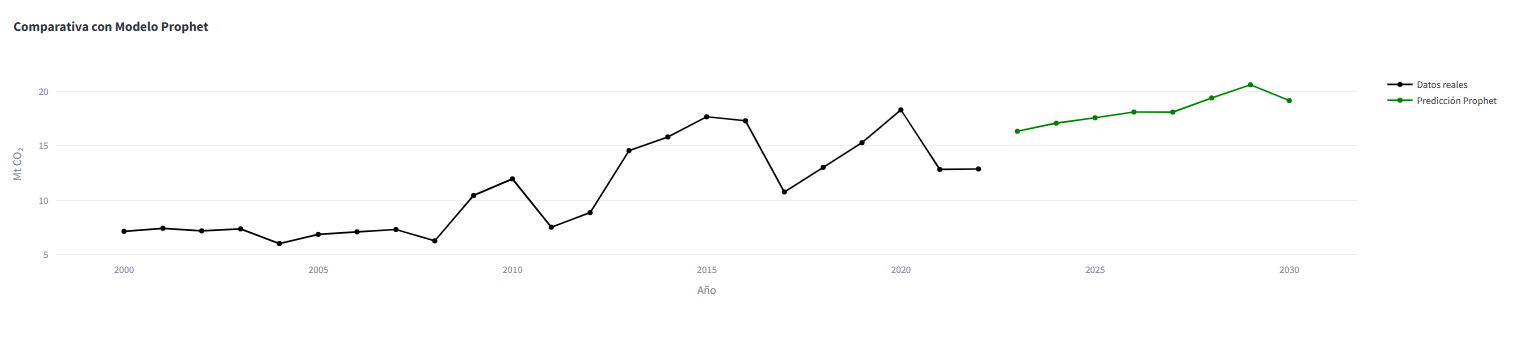 Comparativa con Modelo Prophet
20
15
10
5
Mt CO₂
2000 2005 2010 2015 2020 2025 2030
Año
Datos reales
Predicción Prophet